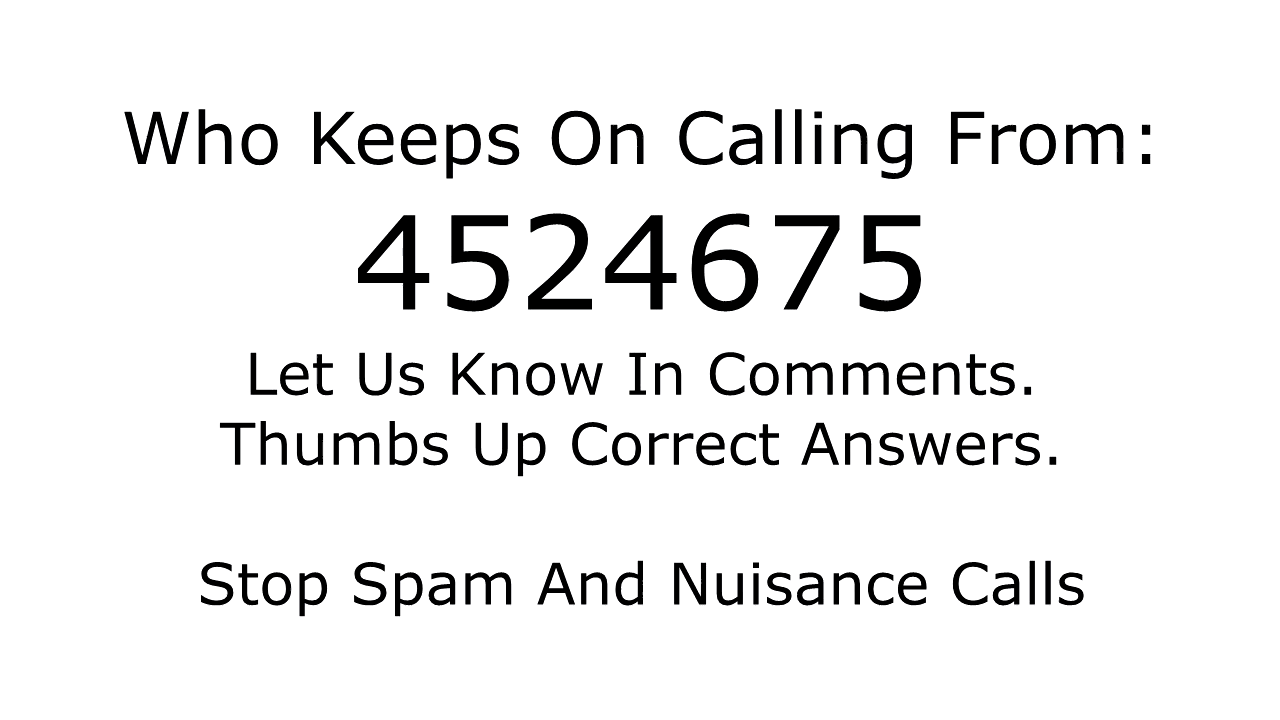 Who Keeps On Calling From:
4524675
Let Us Know In Comments.
Thumbs Up Correct Answers.
Stop Spam And Nuisance Calls